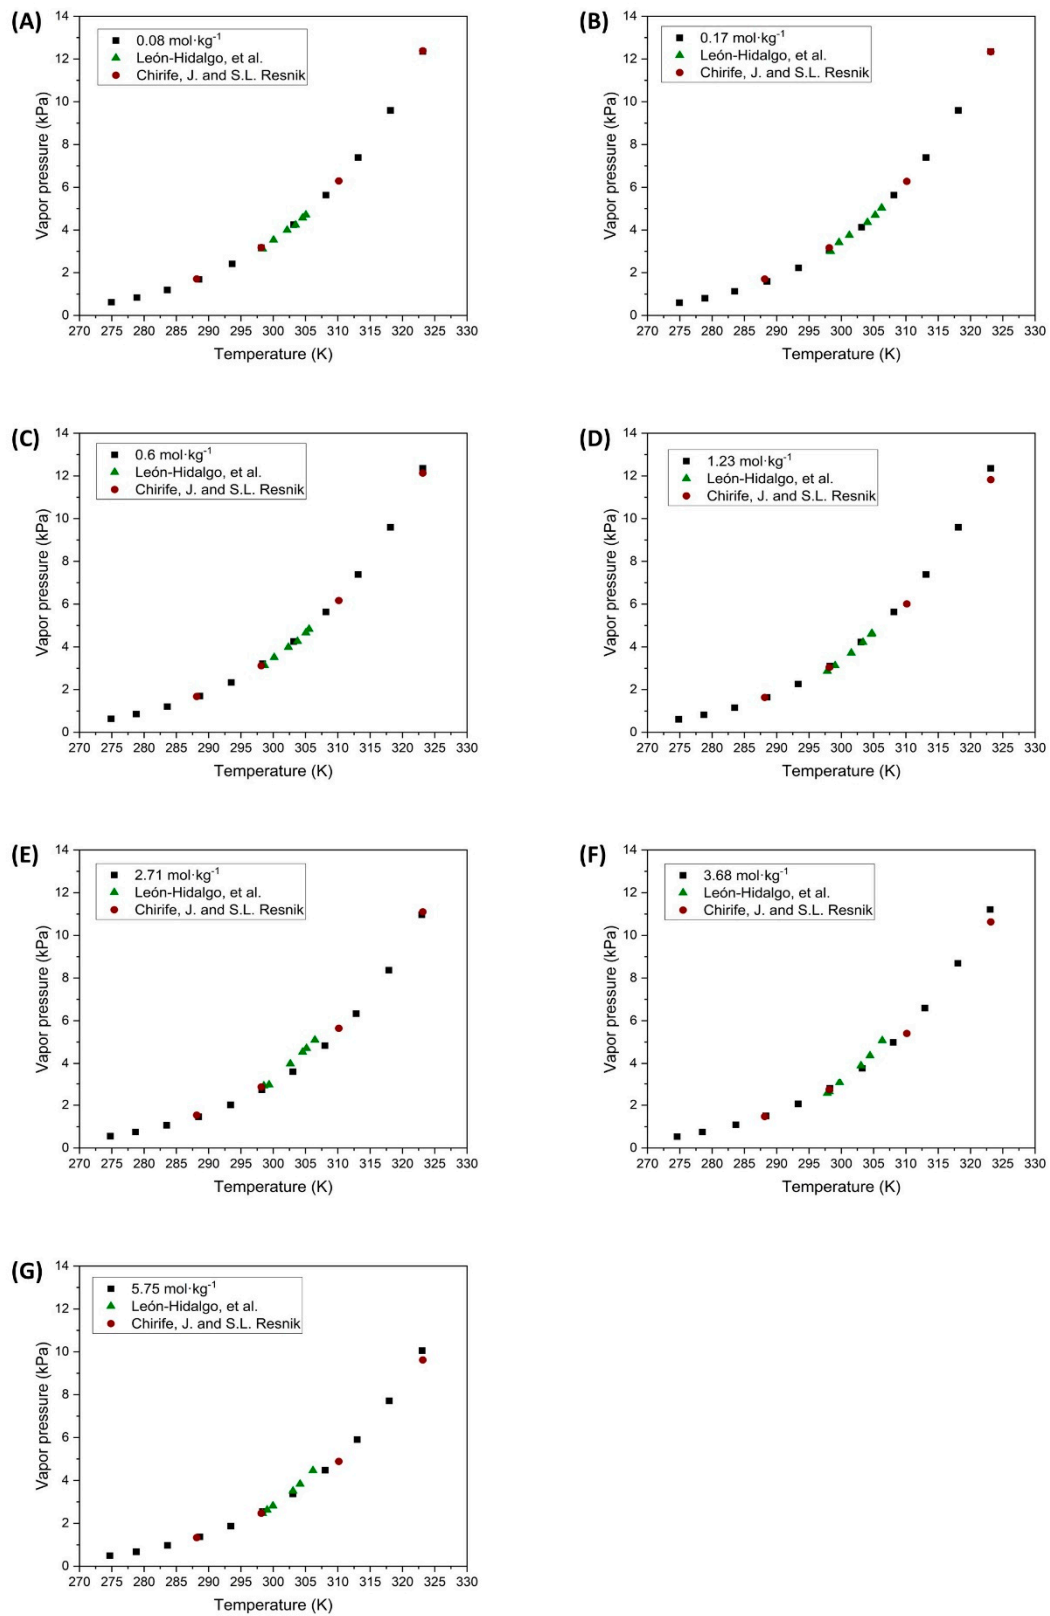 (A)
0.08 mol·kg⁻¹
León-Hidalgo, et al.
Chirife, J. and S.L. Resnik
Vapor pressure (kPa)
14
12
10
8
6
4
2
0
270 275 280 285 290 295 300 305 310 315 320 325 330
Temperature (K)
(B)
0.17 mol·kg⁻¹
León-Hidalgo, et al.
Chirife, J. and S.L. Resnik
Vapor pressure (kPa)
14
12
10
8
6
4
2
0
270 275 280 285 290 295 300 305 310 315 320 325 330
Temperature (K)
(C)
0.6 mol·kg⁻¹
León-Hidalgo, et al.
Chirife, J. and S.L. Resnik
Vapor pressure (kPa)
14
12
10
8
6
4
2
0
270 275 280 285 290 295 300 305 310 315 320 325 330
Temperature (K)
(D)
1.23 mol·kg⁻¹
León-Hidalgo, et al.
Chirife, J. and S.L. Resnik
Vapor pressure (kPa)
14
12
10
8
6
4
2
0
270 275 280 285 290 295 300 305 310 315 320 325 330
Temperature (K)
(E)
2.71 mol·kg⁻¹
León-Hidalgo, et al.
Chirife, J. and S.L. Resnik
Vapor pressure (kPa)
14
12
10
8
6
4
2
0
270 275 280 285 290 295 300 305 310 315 320 325 330
Temperature (K)
(F)
3.68 mol·kg⁻¹
León-Hidalgo, et al.
Chirife, J. and S.L. Resnik
Vapor pressure (kPa)
14
12
10
8
6
4
2
0
270 275 280 285 290 295 300 305 310 315 320 325 330
Temperature (K)
(G)
5.75 mol·kg⁻¹
León-Hidalgo, et al.
Chirife, J. and S.L. Resnik
Vapor pressure (kPa)
14
12
10
8
6
4
2
0
270 275 280 285 290 295 300 305 310 315 320 325 330
Temperature (K)